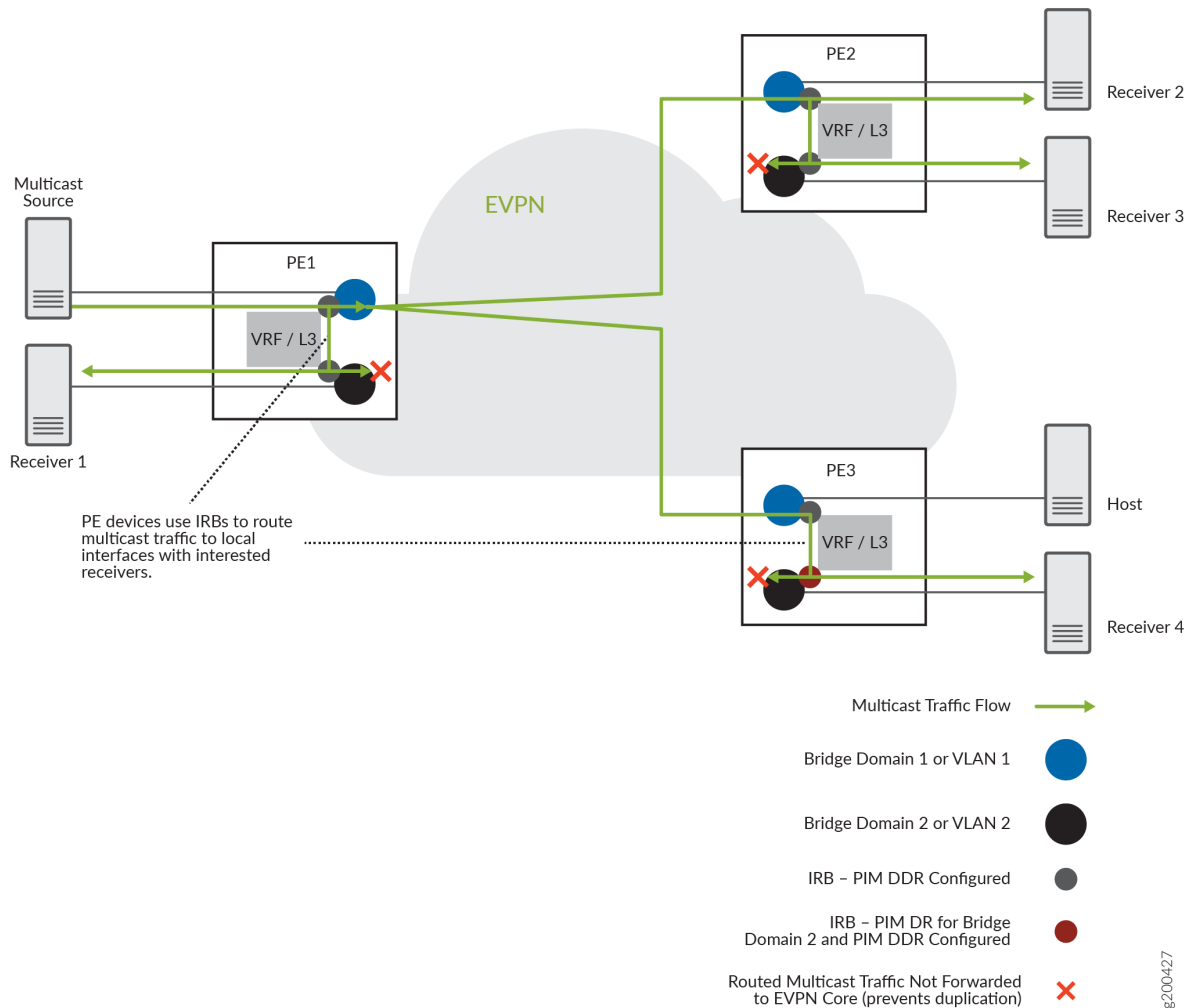 PE2
Receiver 2
VRF / L3
Multicast
Source
EVPN
Receiver 3
PE1
VRF / L3
Receiver 1
PE3
Host
PE devices use IRBs to route
multicast traffic to local
interfaces with interested
receivers.
VRF / L3
Receiver 4
Multicast Traffic Flow
Bridge Domain 1 or VLAN 1
Bridge Domain 2 or VLAN 2
IRB – PIM DDR Configured
IRB – PIM DR for Bridge
Domain 2 and PIM DDR Configured
Routed Multicast Traffic Not Forwarded
to EVPN Core (prevents duplication)
g200427